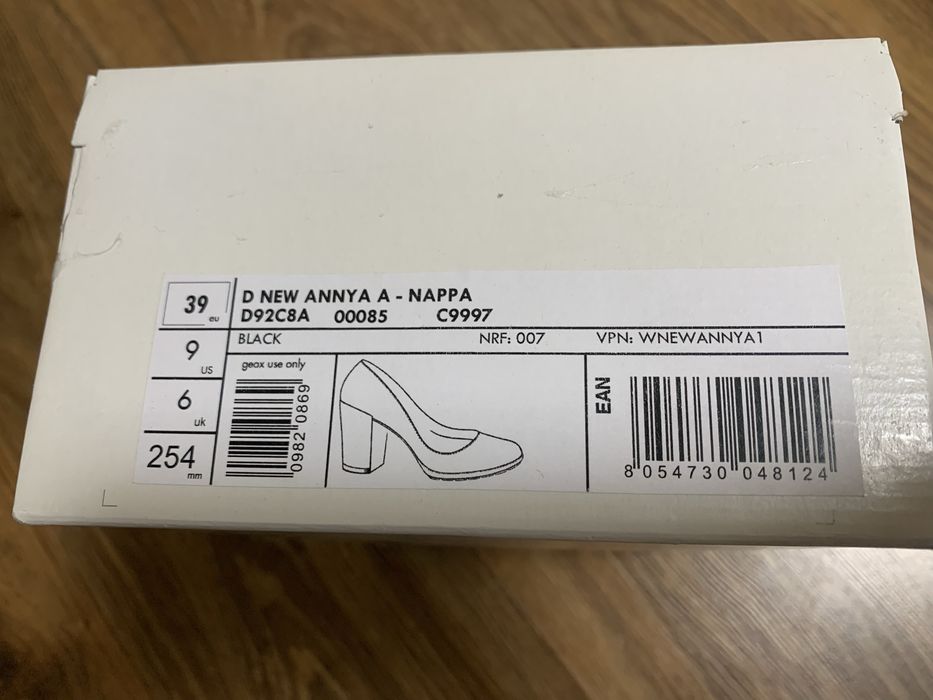 39 eu
9 US
6 uk
254 mm
D NEW ANNYA A - NAPPA
D92C8A 00085 C9997
BLACK NRF: 007 VPN: WNEWANNYA1
geox use only
0982 0869
EAN
8 054730 048124